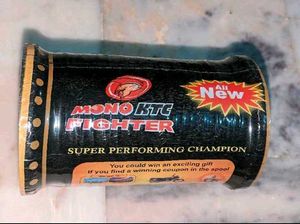 All
New
MONO KTC
FIGHTER
SUPER PERFORMING CHAMPION
You could win an exciting gift
If you find a winning coupon in the spool